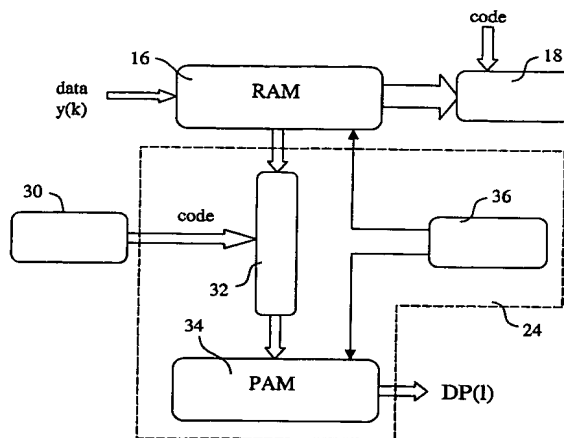 code
16
18
data
y(k)
RAM
30
code
36
32
34
24
PAM
DP(l)